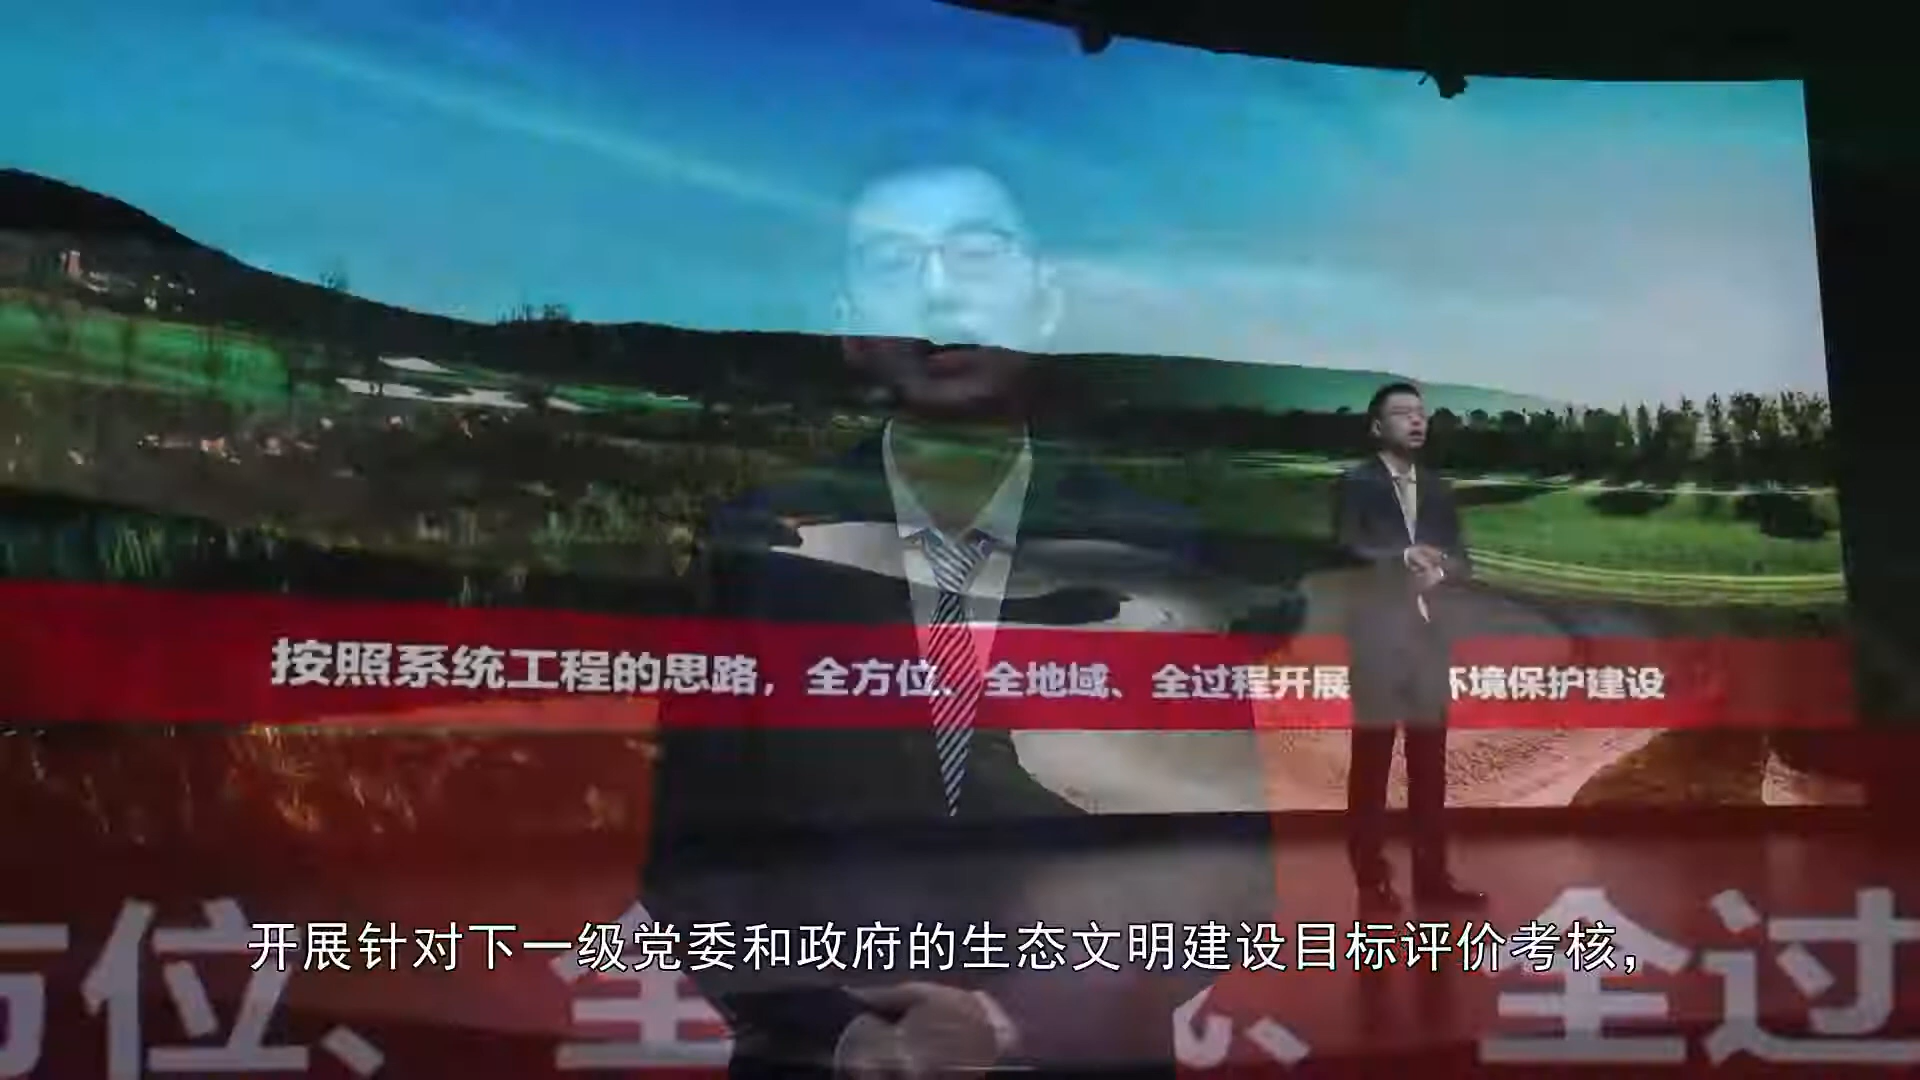 按照系统工程的思路，全方位、全地域、全过程开展 环境保护建设
开展针对下一级党委和政府的生态文明建设目标评价考核，
方位、全 、全过